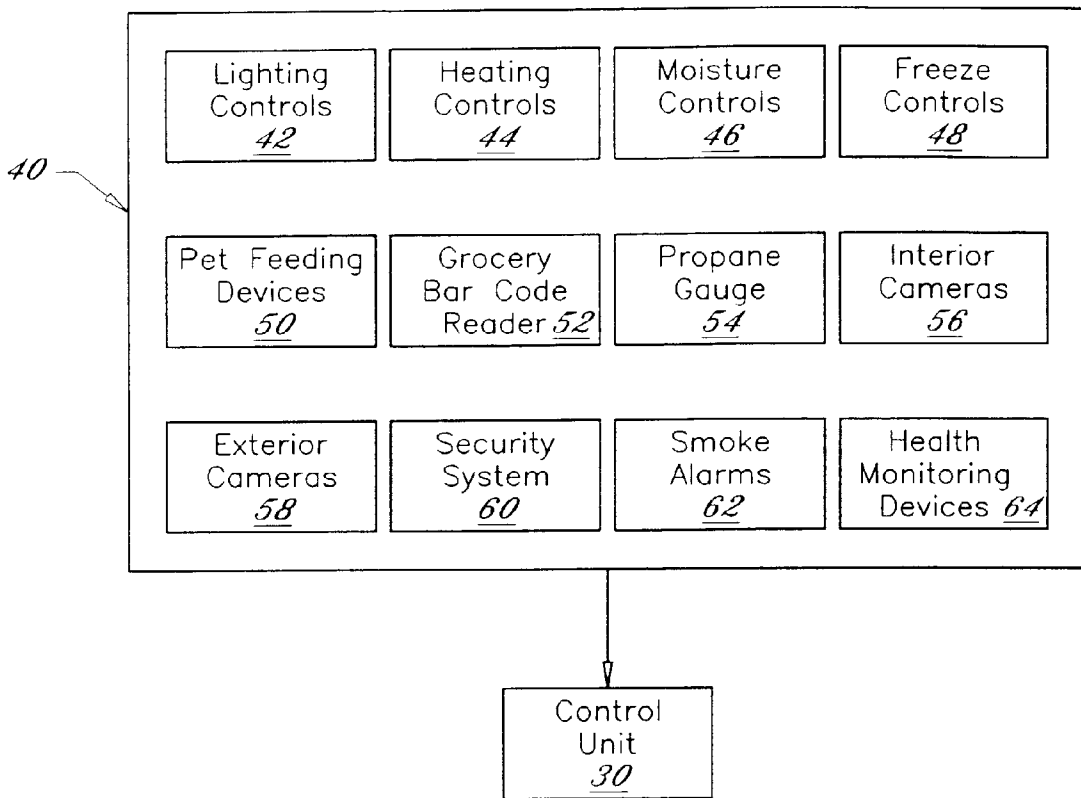 Lighting
Controls
42
Heating
Controls
44
Moisture
Controls
46
Freeze
Controls
48
40
Pet Feeding
Devices
50
Grocery
Bar Code
Reader 52
Propane
Gauge
54
Interior
Cameras
56
Exterior
Cameras
58
Security
System
60
Smoke
Alarms
62
Health
Monitoring
Devices 64
Control
Unit
30